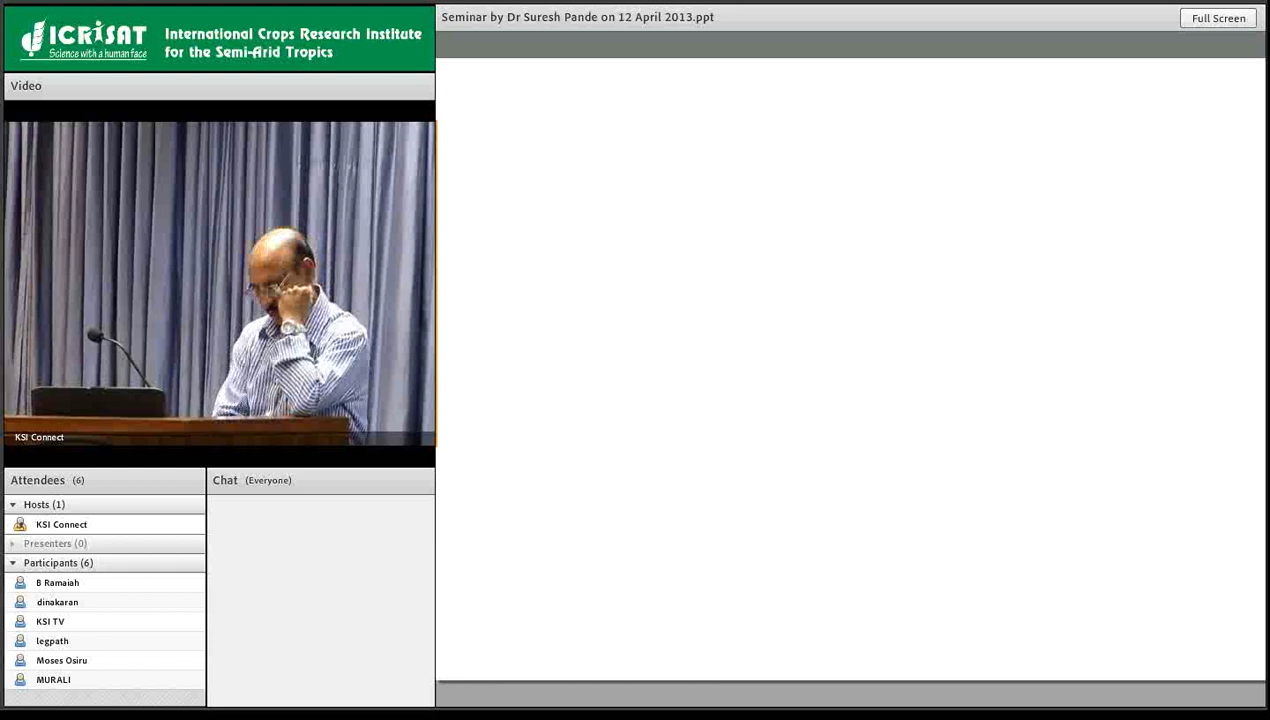 ICRISAT
Science with a human face
International Crops Research Institute
for the Semi-Arid Tropics
Seminar by Dr Suresh Pande on 12 April 2013.ppt
Full Screen
Video
KSI Connect
Attendees (6)
Hosts (1)
KSI Connect
Presenters (0)
Participants (6)
B Ramaiah
dinakaran
KSI TV
legpath
Moses Osiru
MURALI
Chat (Everyone)